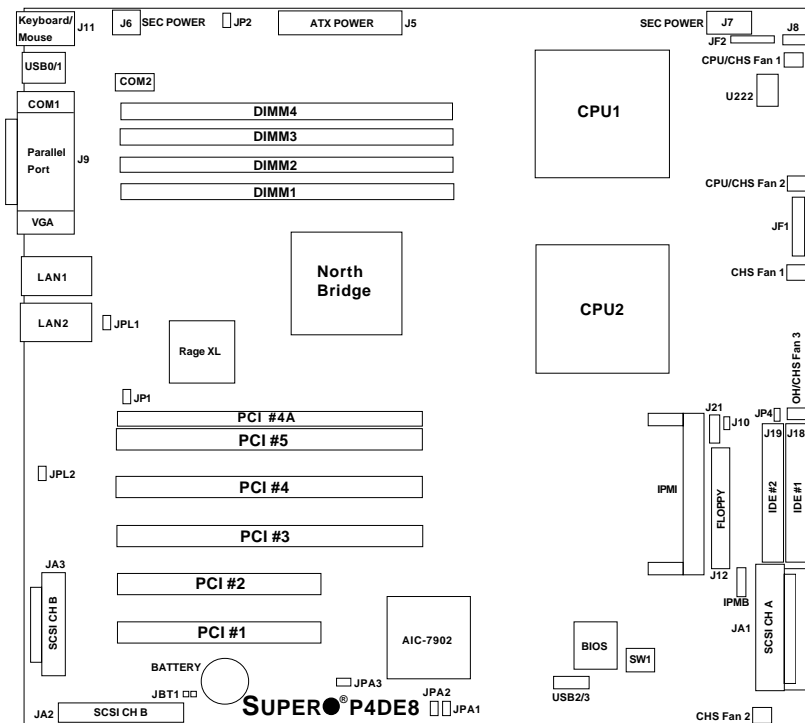 Keyboard/
Mouse
J11
J6
SEC POWER
JP2
ATX POWER
J5
SEC POWER
J7
J8
JF2
USB0/1
CPU/CHS Fan 1
COM2
U222
COM1
DIMM4
CPU1
DIMM3
Parallel
Port
J9
DIMM2
DIMM1
CPU/CHS Fan 2
VGA
JF1
LAN1
North
Bridge
CHS Fan 1
LAN2
JPL1
CPU2
Rage XL
OH/CHS Fan 3
JP1
PCI #4A
J21
JP4
J10
PCI #5
J19
J18
JPL2
PCI #4
IPMI
FLOPPY
IDE #2
IDE #1
PCI #3
JA3
J12
PCI #2
IPMB
SCSI CH B
JA1
SCSI CH A
PCI #1
AIC-7902
BIOS
SW1
BATTERY
JPA3
JBT1
JPA2
USB2/3
SUPER●® P4DE8
JPA1
JA2
SCSI CH B
CHS Fan 2